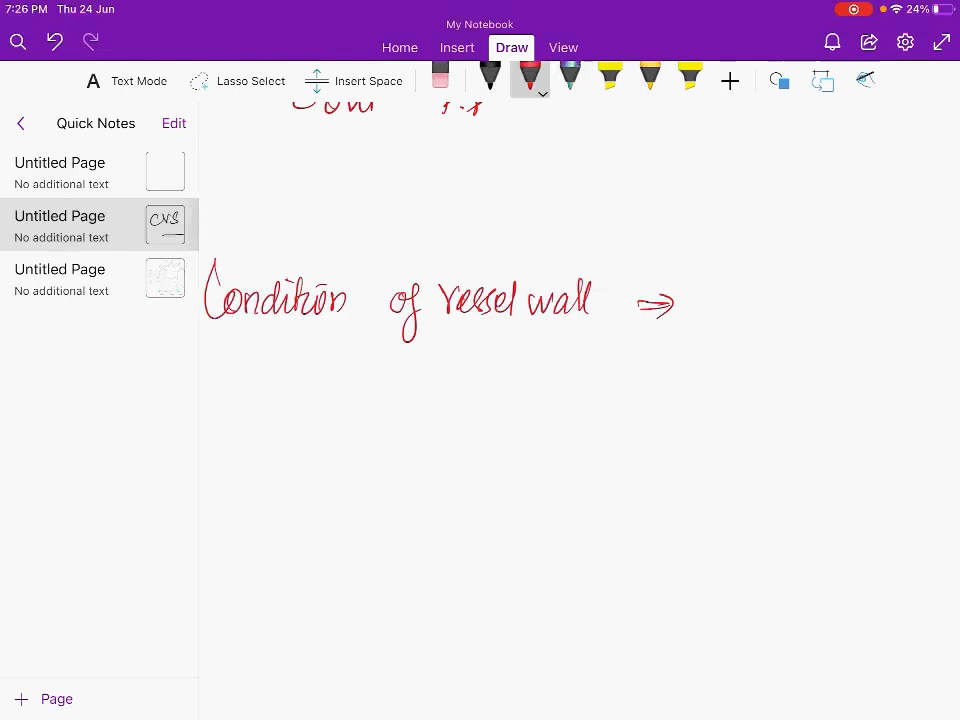 7:26 PM Thu 24 Jun
24%
My Notebook
Home Insert Draw View
Text Mode Lasso Select Insert Space
Quick Notes Edit
Untitled Page
No additional text
Untitled Page
No additional text
CNS
Untitled Page
No additional text
Condition of vessel wall ⇒
Page